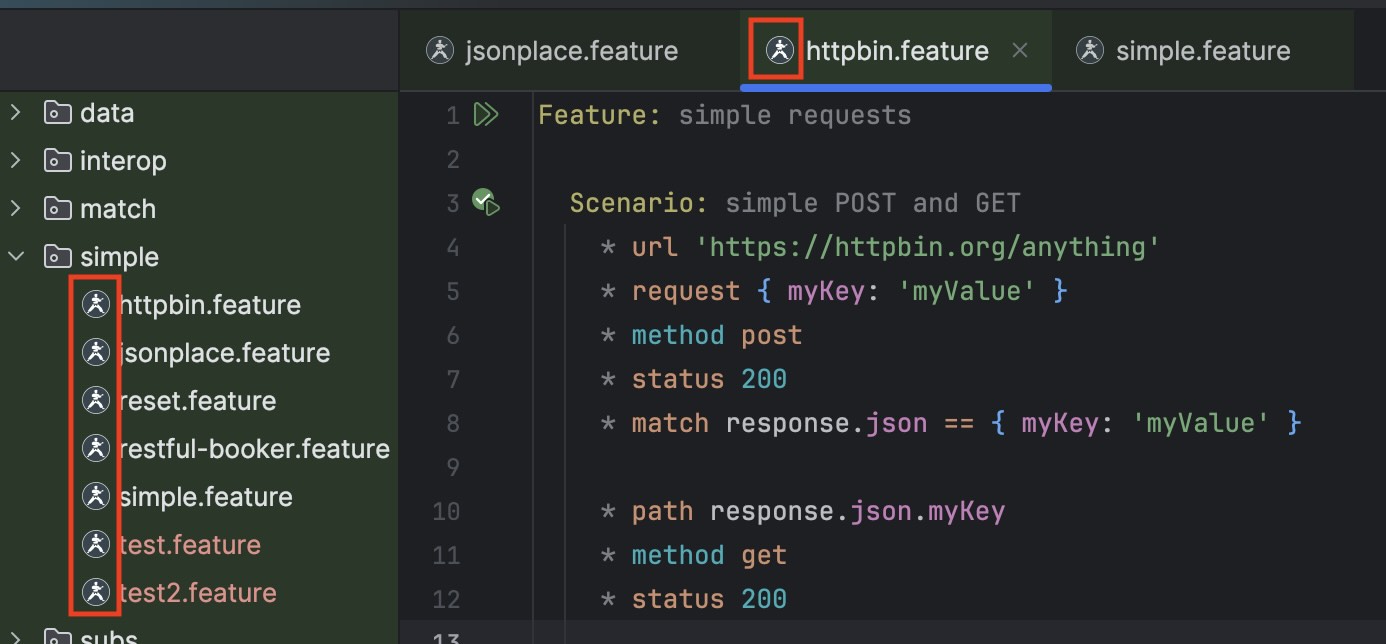 jsonplace.feature
httpbin.feature
simple.feature
data
interop
match
simple
httpbin.feature
jsonplace.feature
reset.feature
restful-booker.feature
simple.feature
test.feature
test2.feature
subs
1 Feature: simple requests
2
3 Scenario: simple POST and GET
4 * url 'https://httpbin.org/anything'
5 * request { myKey: 'myValue' }
6 * method post
7 * status 200
8 * match response.json == { myKey: 'myValue' }
9
10 * path response.json.myKey
11 * method get
12 * status 200
13